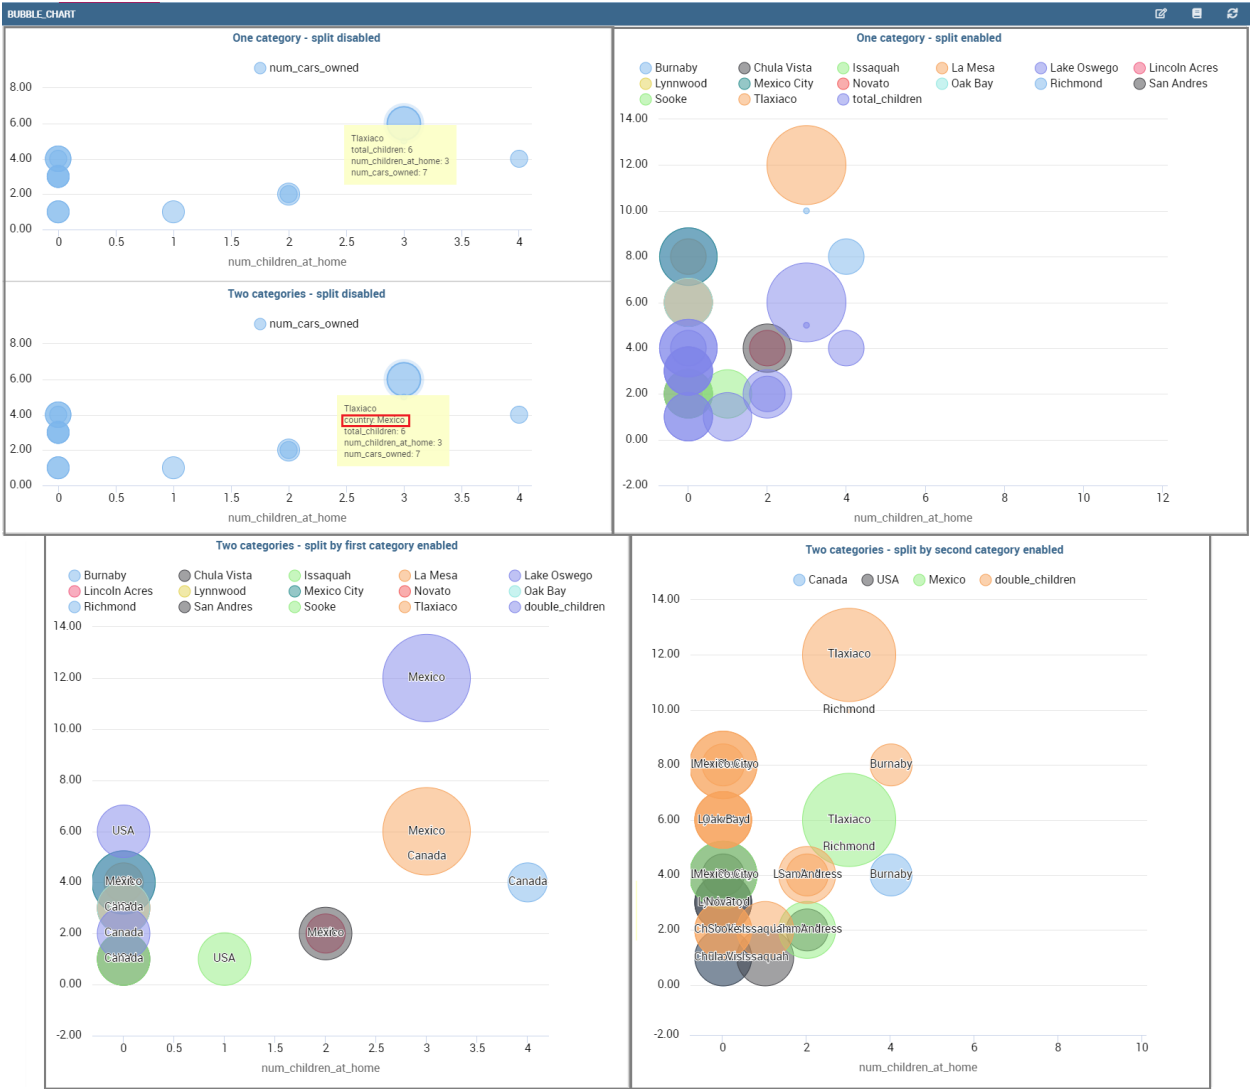 BUBBLE_CHART
One category - split disabled
num_cars_owned
8.00
6.00
4.00
2.00
0.00
Tlaxiaco
total_children: 6
num_children_at_home: 3
num_cars_owned: 7
0 0.5 1 1.5 2 2.5 3 3.5 4
num_children_at_home
Two categories - split disabled
num_cars_owned
8.00
6.00
4.00
2.00
0.00
Tlaxiaco
country: Mexico
total_children: 6
num_children_at_home: 3
num_cars_owned: 7
0 0.5 1 1.5 2 2.5 3 3.5 4
num_children_at_home
One category - split enabled
Burnaby Chula Vista Issaquah La Mesa Lake Oswego Lincoln Acres
Lynnwood Mexico City Novato Oak Bay Richmond San Andres
Sooke Tlaxiaco total_children
14.00
12.00
10.00
8.00
6.00
4.00
2.00
0.00
-2.00
0 2 4 6 8 10 12
num_children_at_home
Two categories - split by first category enabled
Burnaby Chula Vista Issaquah La Mesa Lake Oswego
Lincoln Acres Lynnwood Mexico City Novato Oak Bay
Richmond San Andres Sooke Tlaxiaco double_children
14.00
12.00
Mexico
10.00
8.00
6.00
USA
Mexico
Canada
4.00
Mexico
Canada
Canada
2.00
Canada
Mexico
Canada
USA
0.00
-2.00
0 0.5 1 1.5 2 2.5 3 3.5 4
num_children_at_home
Two categories - split by second category enabled
Canada USA Mexico double_children
14.00
12.00
Tlaxiaco
10.00
Richmond
8.00
Burnaby
6.00
Tlaxiaco
Richmond
4.00
Burnaby
2.00
Issaquah
0.00
-2.00
0 2 4 6 8 10
num_children_at_home